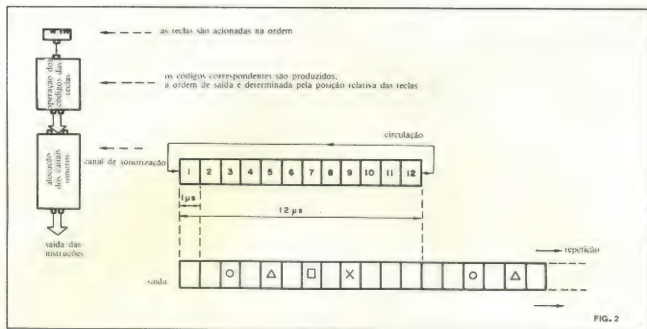 as teclas são acionadas na ordem
operação dos
códigos das
teclas
os códigos correspondentes são produzidos,
a ordem de saída é determinada pela posição relativa das teclas
alocação
dos canais
sonoros
canal de sonorização
circulação
1 2 3 4 5 6 7 8 9 10 11 12
1µs
12 µs
saída das
instruções
repetição
saída
FIG. 2